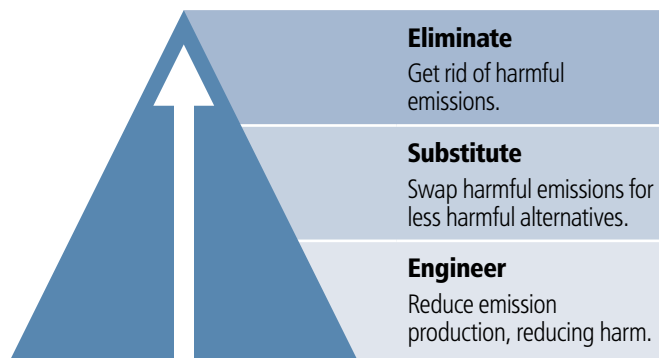 Eliminate
Get rid of harmful
emissions.
Substitute
Swap harmful emissions for
less harmful alternatives.
Engineer
Reduce emission
production, reducing harm.